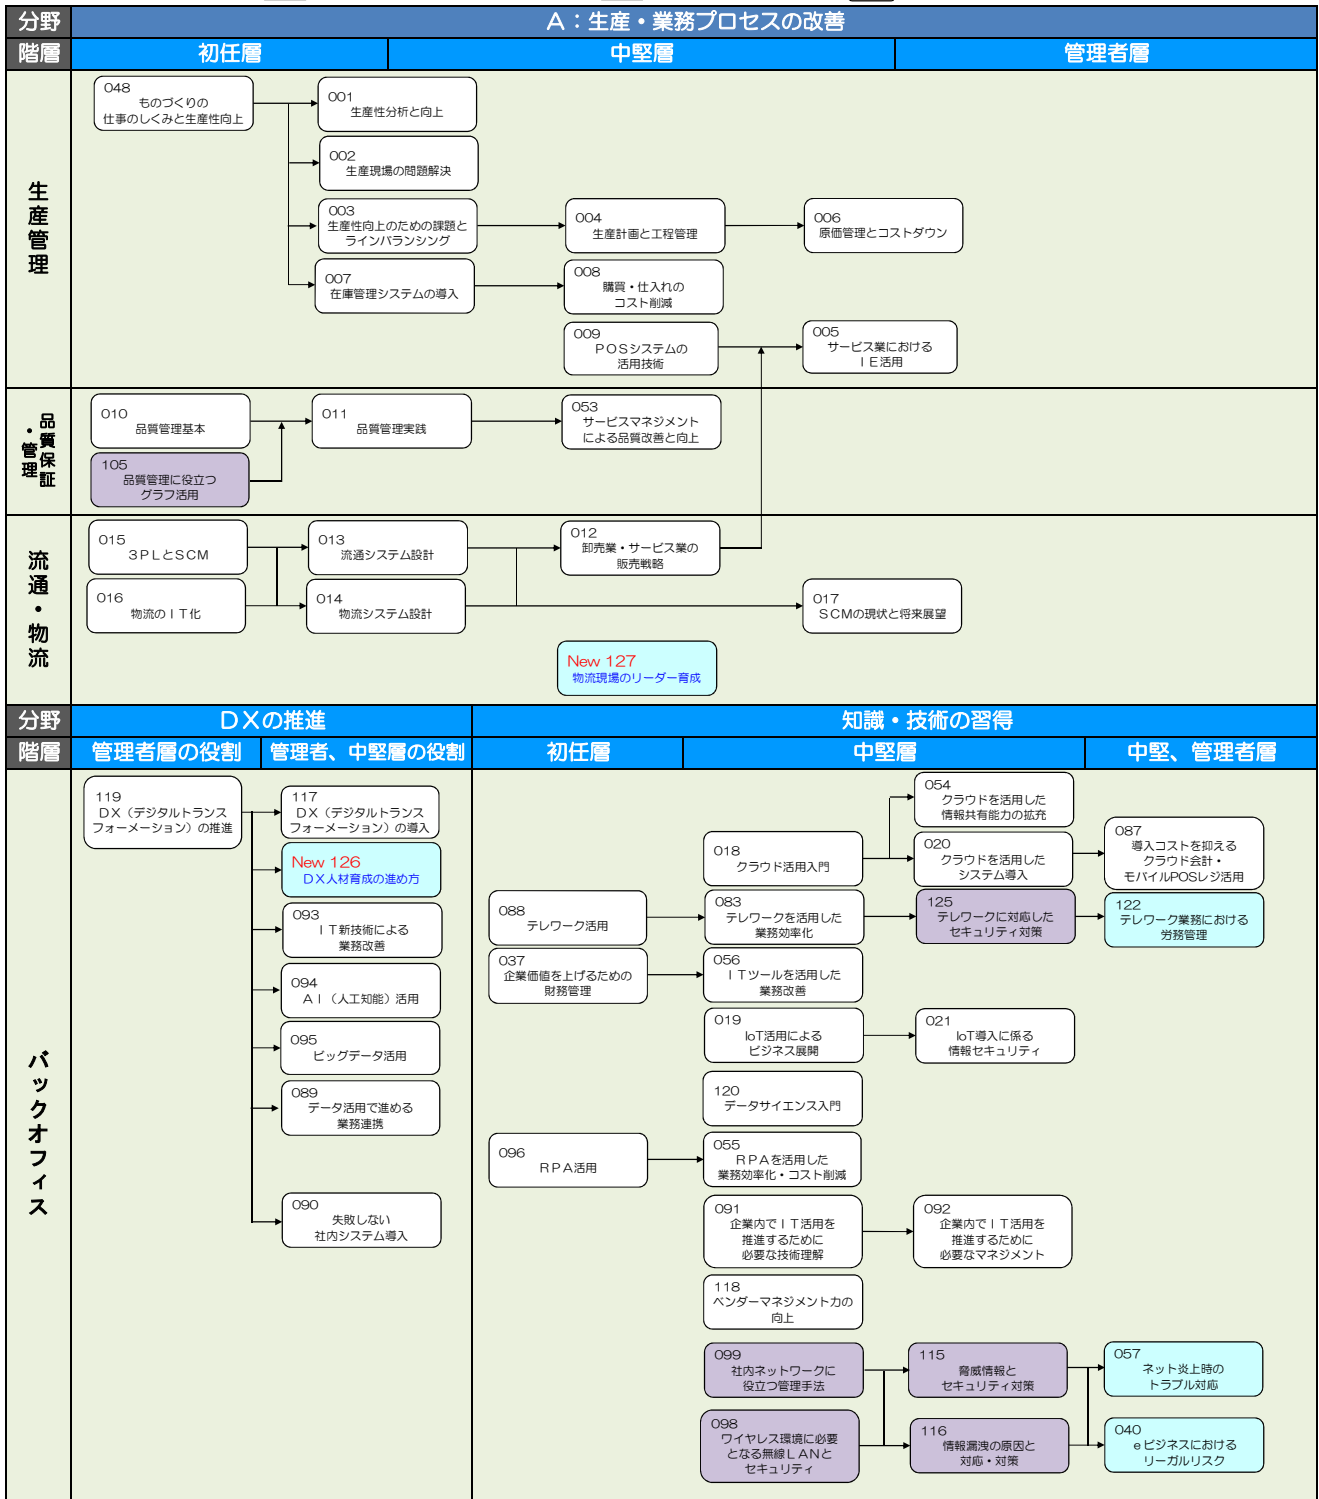 分野
A：生産・業務プロセスの改善
階層
初任層
中堅層
管理者層
生産管理
048
ものづくりの
仕事のしくみと生産性向上
001
生産性分析と向上
002
生産現場の問題解決
003
生産性向上のための課題と
ラインバランシング
004
生産計画と工程管理
006
原価管理とコストダウン
007
在庫管理システムの導入
008
購買・仕入れの
コスト削減
009
POSシステムの
活用技術
005
サービス業における
IE活用
品質保証
・管理
010
品質管理基本
011
品質管理実践
053
サービスマネジメント
による品質改善と向上
105
品質管理に役立つ
グラフ活用
流通・物流
015
3PLとSCM
013
流通システム設計
012
卸売業・サービス業の
販売戦略
016
物流のIT化
014
物流システム設計
017
SCMの現状と将来展望
New 127
物流現場のリーダー育成
分野
DXの推進
知識・技術の習得
階層
管理者層の役割
管理者、中堅層の役割
初任層
中堅層
中堅、管理者層
バックオフィス
119
DX（デジタルトランス
フォーメーション）の推進
117
DX（デジタルトランス
フォーメーション）の導入
New 126
DX人材育成の進め方
093
IT新技術による
業務改善
094
AI（人工知能）活用
095
ビッグデータ活用
089
データ活用で進める
業務連携
090
失敗しない
社内システム導入
054
クラウドを活用した
情報共有能力の拡充
018
クラウド活用入門
020
クラウドを活用した
システム導入
087
導入コストを抑える
クラウド会計・
モバイルPOSレジ活用
088
テレワーク活用
083
テレワークを活用した
業務効率化
125
テレワークに対応した
セキュリティ対策
122
テレワーク業務における
労務管理
037
企業価値を上げるための
財務管理
056
ITツールを活用した
業務改善
019
IoT活用による
ビジネス展開
021
IoT導入に係る
情報セキュリティ
120
データサイエンス入門
096
RPA活用
055
RPAを活用した
業務効率化・コスト削減
091
企業内でIT活用を
推進するために
必要な技術理解
092
企業内でIT活用を
推進するために
必要なマネジメント
118
ベンダーマネジメント力の
向上
099
社内ネットワークに
役立つ管理手法
115
脅威情報と
セキュリティ対策
057
ネット炎上時の
トラブル対応
098
ワイヤレス環境に必要
となる無線LANと
セキュリティ
116
情報漏洩の原因と
対応・対策
040
eビジネスにおける
リーガルリスク